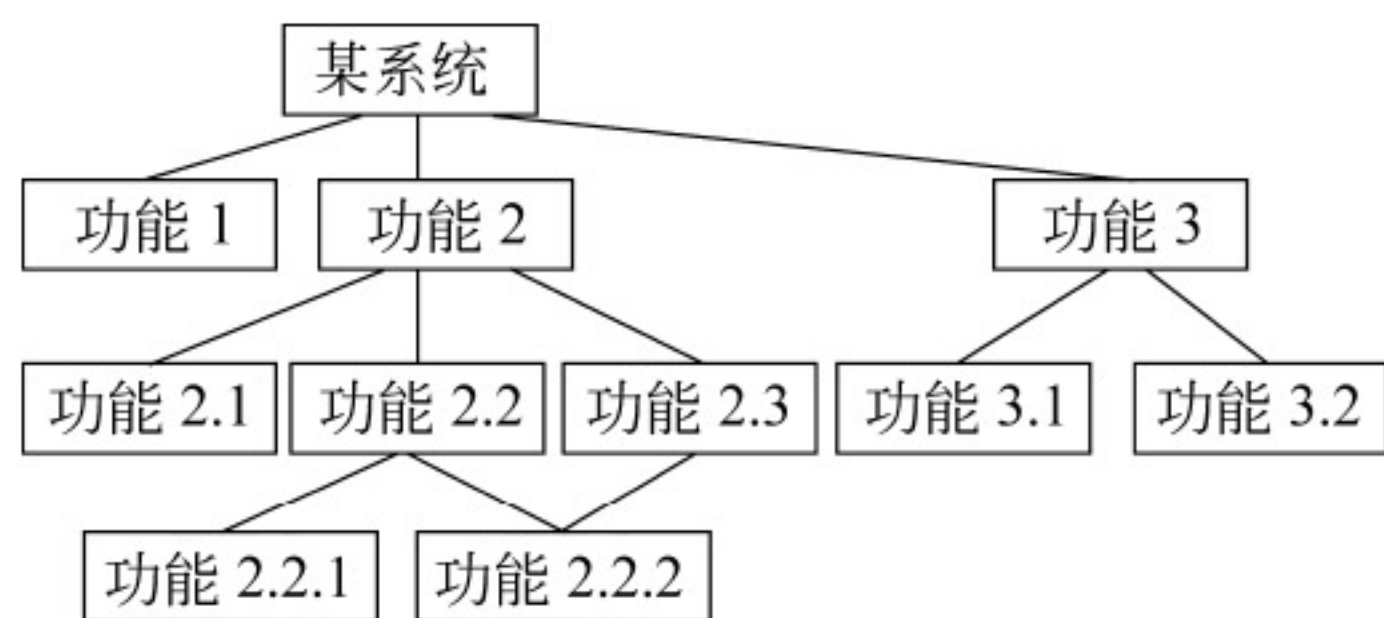 某系统
功能 1
功能 2
功能 3
功能 2.1
功能 2.2
功能 2.3
功能 3.1
功能 3.2
功能 2.2.1
功能 2.2.2